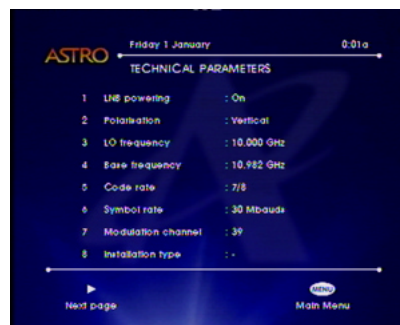 ASTRO
Friday 1 January 0:01a
TECHNICAL PARAMETERS
1 LNB powering : On
2 Polarisation : Vertical
3 LO frequency : 10.000 GHz
4 Base frequency : 10.982 GHz
5 Code rate : 7/8
6 Symbol rate : 30 Mbauds
7 Modulation channel : 39
8 Installation type : -
Next page
MENU
Main Menu